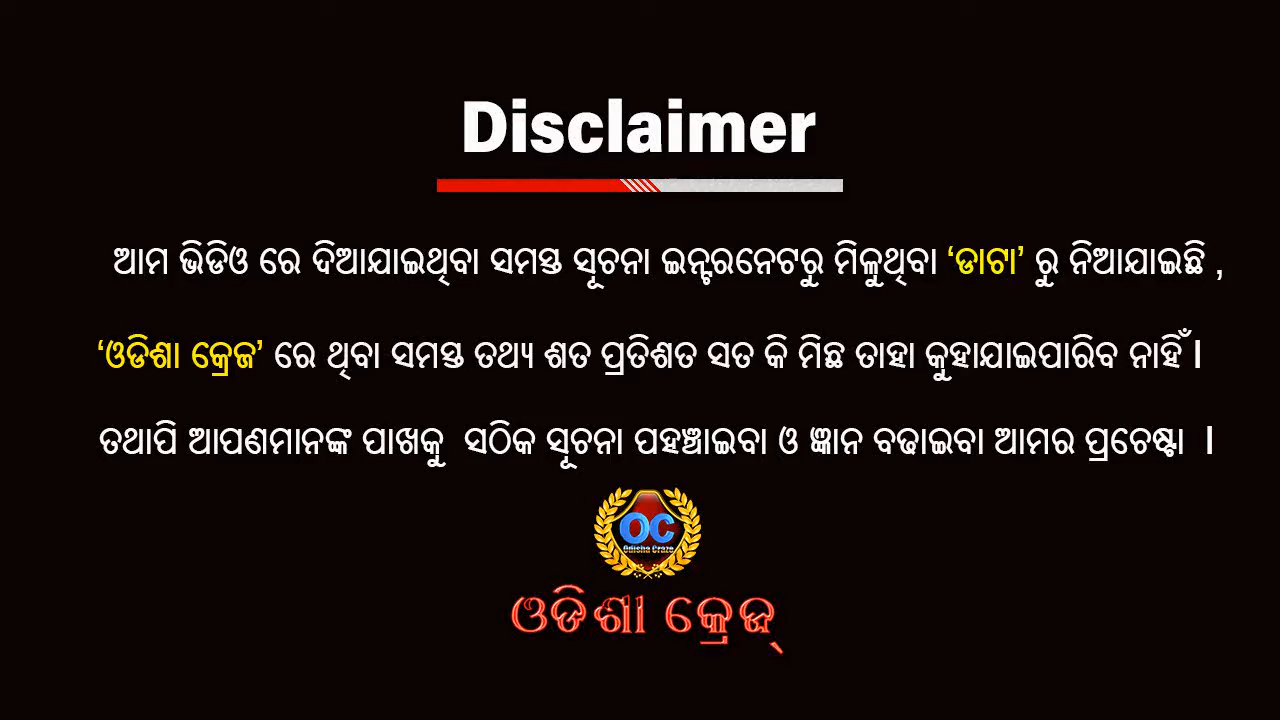 Disclaimer
ଆମ ଭିଡିଓ ରେ ଦିଆଯାଇଥିବା ସମସ୍ତ ସୂଚନା ଇନ୍ଟରନେଟରୁ ମିଳୁଥିବା ‘ଡାଟା’ ରୁ ନିଆଯାଇଛି ,
‘ଓଡିଶା କ୍ରେଜ’ ରେ ଥିବା ସମସ୍ତ ତଥ୍ୟ ଶତ ପ୍ରତିଶତ ସତ କି ମିଛ ତାହା କୁହାଯାଇପାରିବ ନାହିଁ ।
ତଥାପି ଆପଣମାନଙ୍କ ପାଖକୁ ସଠିକ ସୂଚନା ପହଞ୍ଚାଇବା ଓ ଜ୍ଞାନ ବଢାଇବା ଆମର ପ୍ରଚେଷ୍ଟା ।
OC
Odisha Craze
ଓଡିଶା କ୍ରେଜ୍